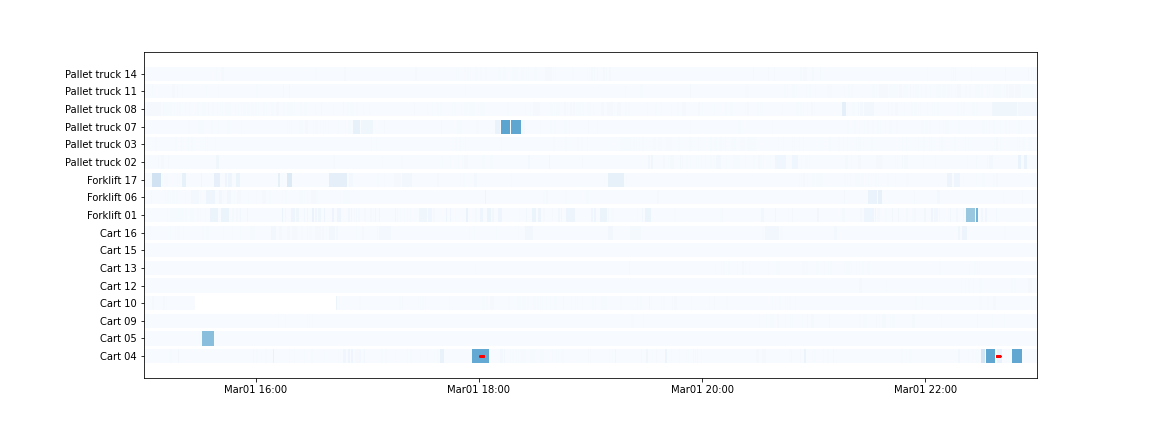 Pallet truck 14
Pallet truck 11
Pallet truck 08
Pallet truck 07
Pallet truck 03
Pallet truck 02
Forklift 17
Forklift 06
Forklift 01
Cart 16
Cart 15
Cart 13
Cart 12
Cart 10
Cart 09
Cart 05
Cart 04
Mar01 16:00 Mar01 18:00 Mar01 20:00 Mar01 22:00